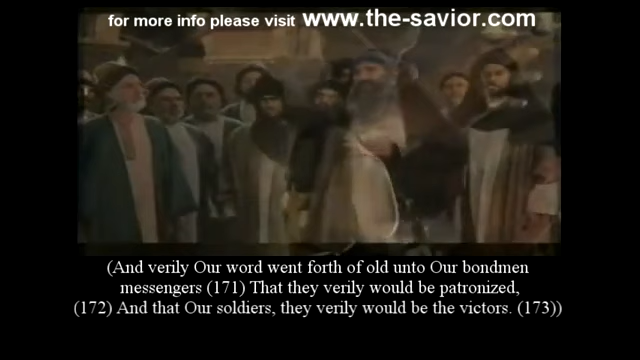 for more info please visit www.the-savior.com
(And verily Our word went forth of old unto Our bondmen
messengers (171) That they verily would be patronized,
(172) And that Our soldiers, they verily would be the victors. (173))